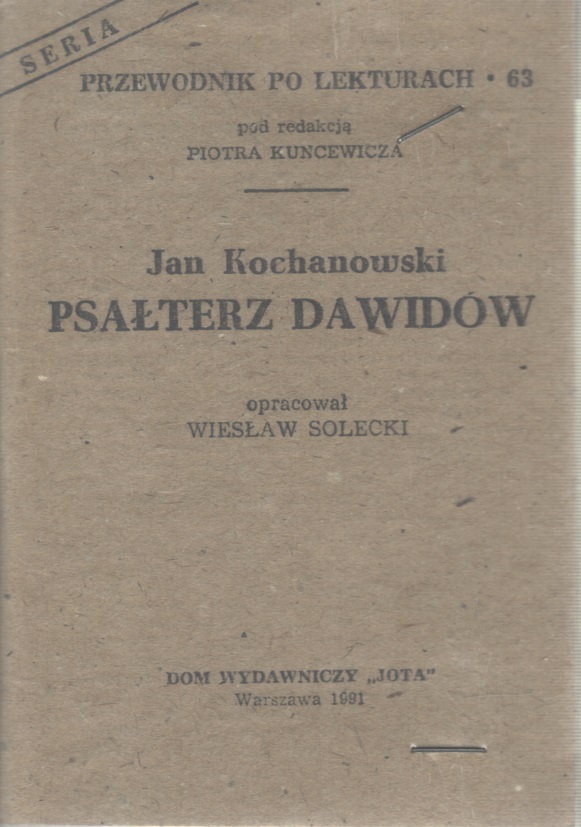 SERIA
PRZEWODNIK PO LEKTURACH • 63
pod redakcją
PIOTRA KUNCEWICZA
Jan Kochanowski
PSAŁTERZ DAWIDÓW
opracował
WIESŁAW SOLECKI
DOM WYDAWNICZY „JOTA”
Warszawa 1991